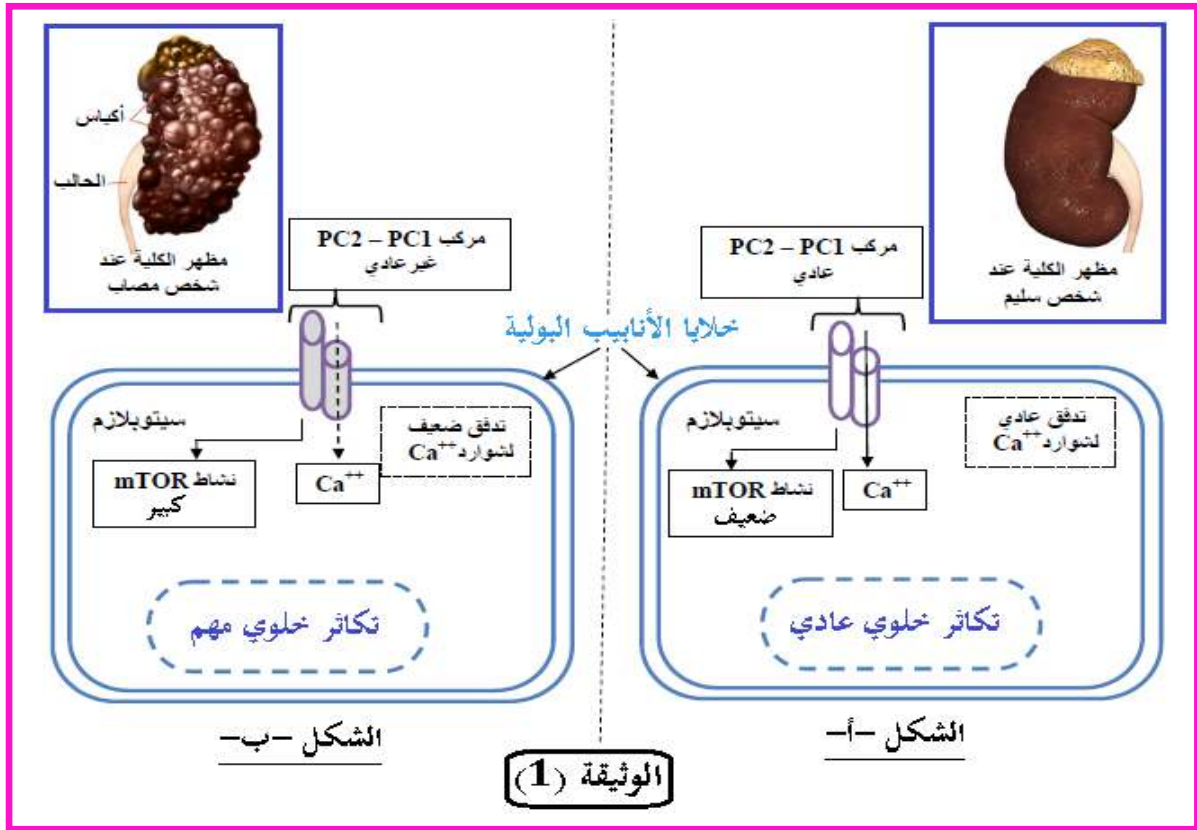 مظهر الكلية عند
شخص سليم
مركب PC2 – PC1
عادي
خلايا الأنابيب البولية
سيتوبلازم
تدفق عادي
لشوارد Ca++
نشاط mTOR
ضعيف
Ca++
تكاثر خلوي عادي
الشكل -أ-
أكياس
الحالب
مظهر الكلية عند
شخص مصاب
مركب PC2 – PC1
غير عادي
سيتوبلازم
تدفق ضعيف
لشوارد Ca++
نشاط mTOR
كبير
Ca++
تكاثر خلوي مهم
الشكل -ب-
الوثيقة (1)